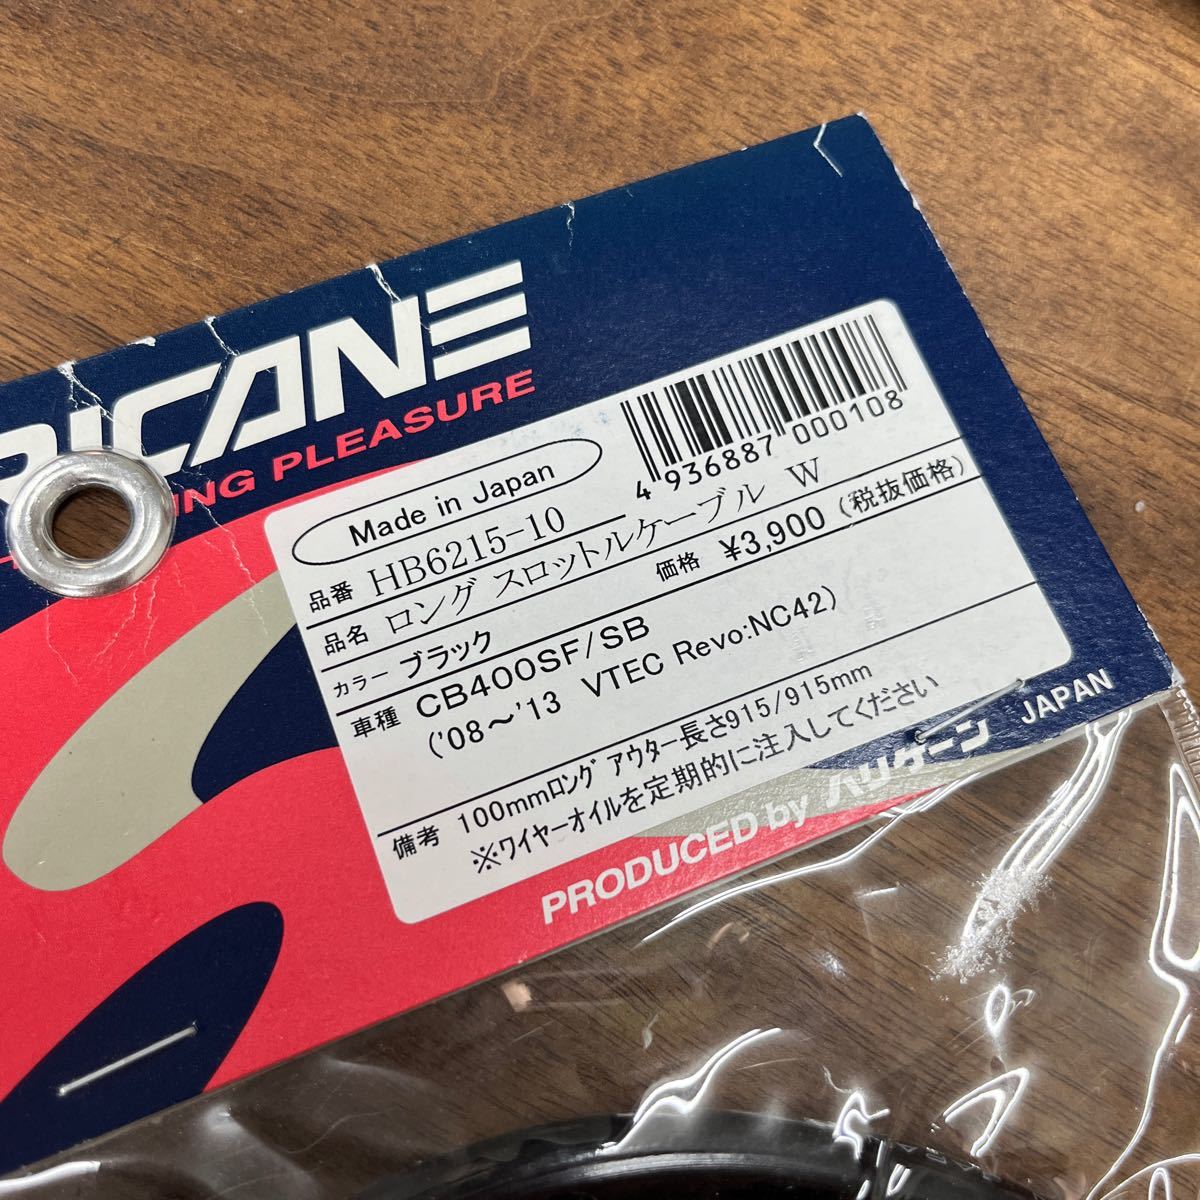 RICANE
ING PLEASURE
Made in Japan
4 936887 000108
品番 HB6215-10
品名 ロング スロットルケーブル W
カラー ブラック 価格 ¥3,900 (税抜価格)
車種 CB400SF/SB
('08～'13 VTEC Revo:NC42)
備考 100mmロング アウター長さ915/915mm
※ワイヤーオイルを定期的に注入してください
PRODUCED by ハリケーン JAPAN